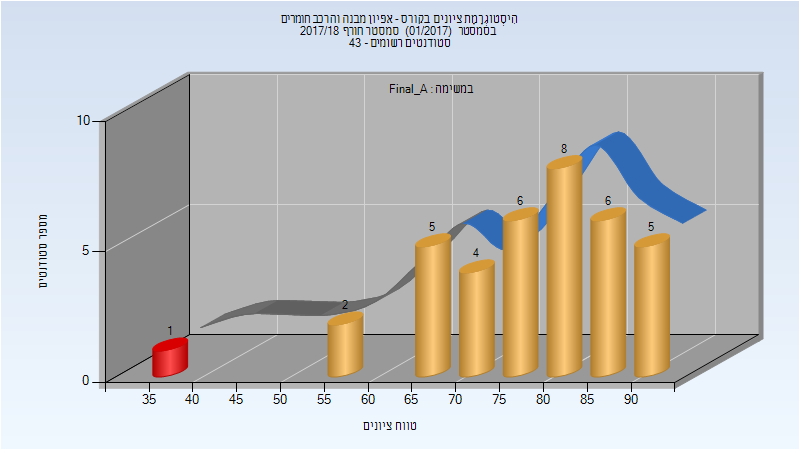 היסטוגרמת ציונים בקורס - אפיון מבנה והרכב חומרים
בסמסטר (01/2017) סמסטר חורף 2017/18
סטודנטים רשומים - 43
במשימה : Final_A
מספר סטודנטים
10
5
0
1
2
5
4
6
8
6
5
35 40 45 50 55 60 65 70 75 80 85 90
טווח ציונים